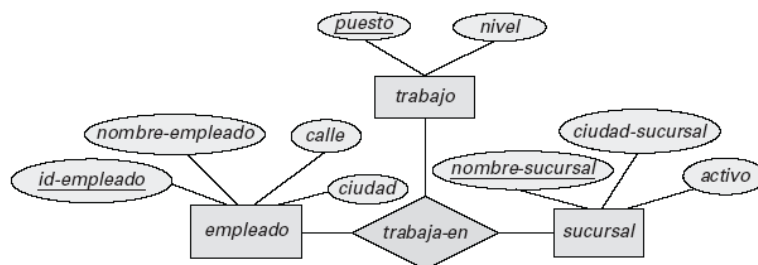 puesto
nivel
trabajo
nombre-empleado
calle
ciudad-sucursal
id-empleado
ciudad
nombre-sucursal
activo
empleado
trabaja-en
sucursal